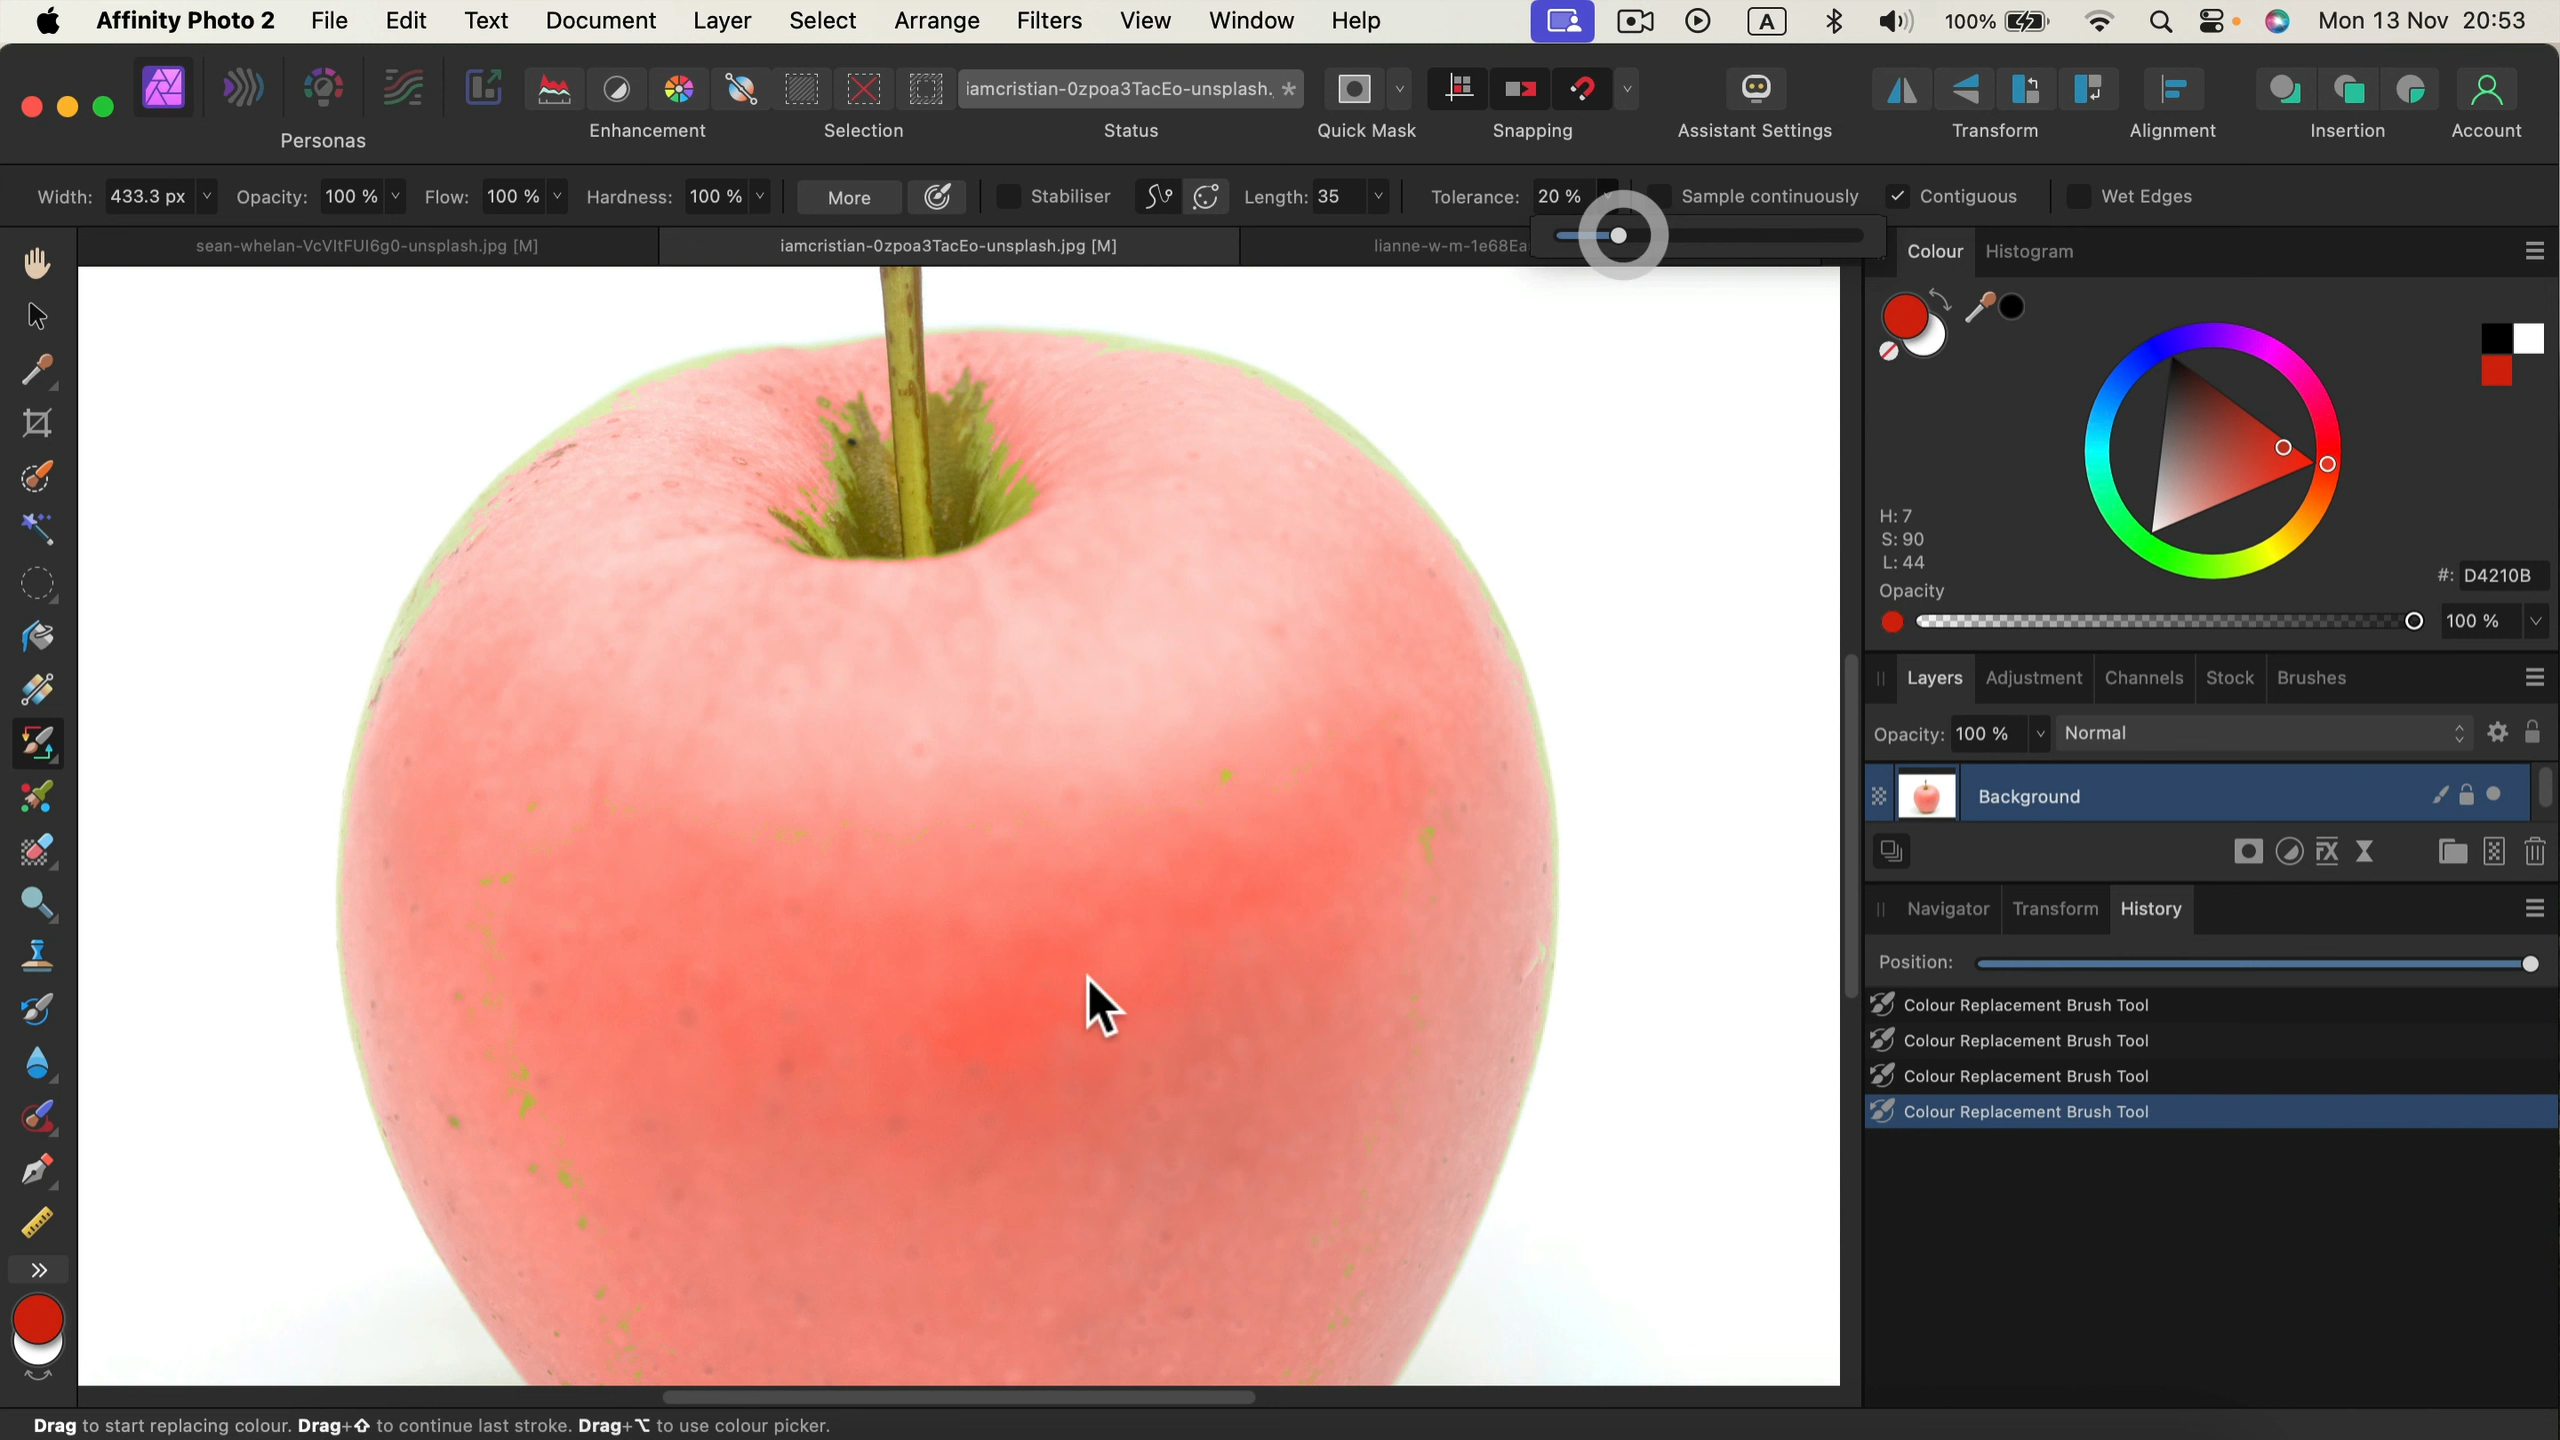 Affinity Photo 2 File Edit Text Document Layer Select Arrange Filters View Window Help A 100% Mon 13 Nov 20:53
iamcristian-0zpoa3TacEo-unsplash. *
Personas Enhancement Selection Status Quick Mask Snapping Assistant Settings Transform Alignment Insertion Account
Width: 433.3 px Opacity: 100 % Flow: 100 % Hardness: 100 % More Stabiliser Length: 35 Tolerance: 20 % Sample continuously Contiguous Wet Edges
sean-whelan-VcVItFUI6g0-unsplash.jpg [M] iamcristian-0zpoa3TacEo-unsplash.jpg [M] lianne-w-m-1e68Ea
Colour Histogram
H: 7
S: 90
L: 44
#: D4210B
Opacity
100 %
Layers Adjustment Channels Stock Brushes
Opacity: 100 % Normal
Background
FX
Navigator Transform History
Position:
Colour Replacement Brush Tool
Colour Replacement Brush Tool
Colour Replacement Brush Tool
Colour Replacement Brush Tool
Drag to start replacing colour. Drag+⇧ to continue last stroke. Drag+⌥ to use colour picker.